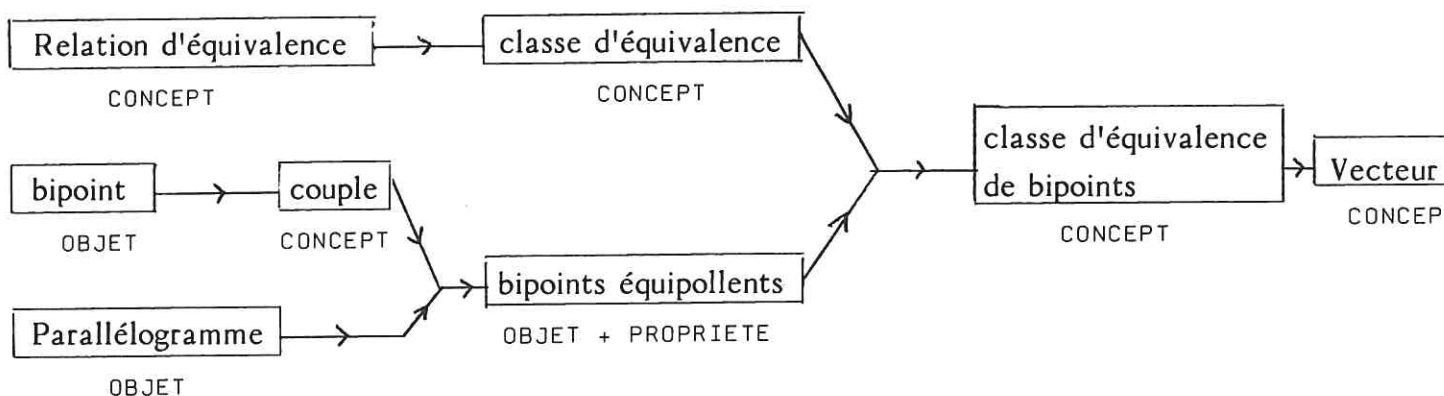 Relation d'équivalence
CONCEPT
classe d'équivalence
CONCEPT
bipoint
OBJET
couple
CONCEPT
Parallélogramme
OBJET
bipoints équipollents
OBJET + PROPRIETE
classe d'équivalence
de bipoints
CONCEPT
Vecteur
CONCEP